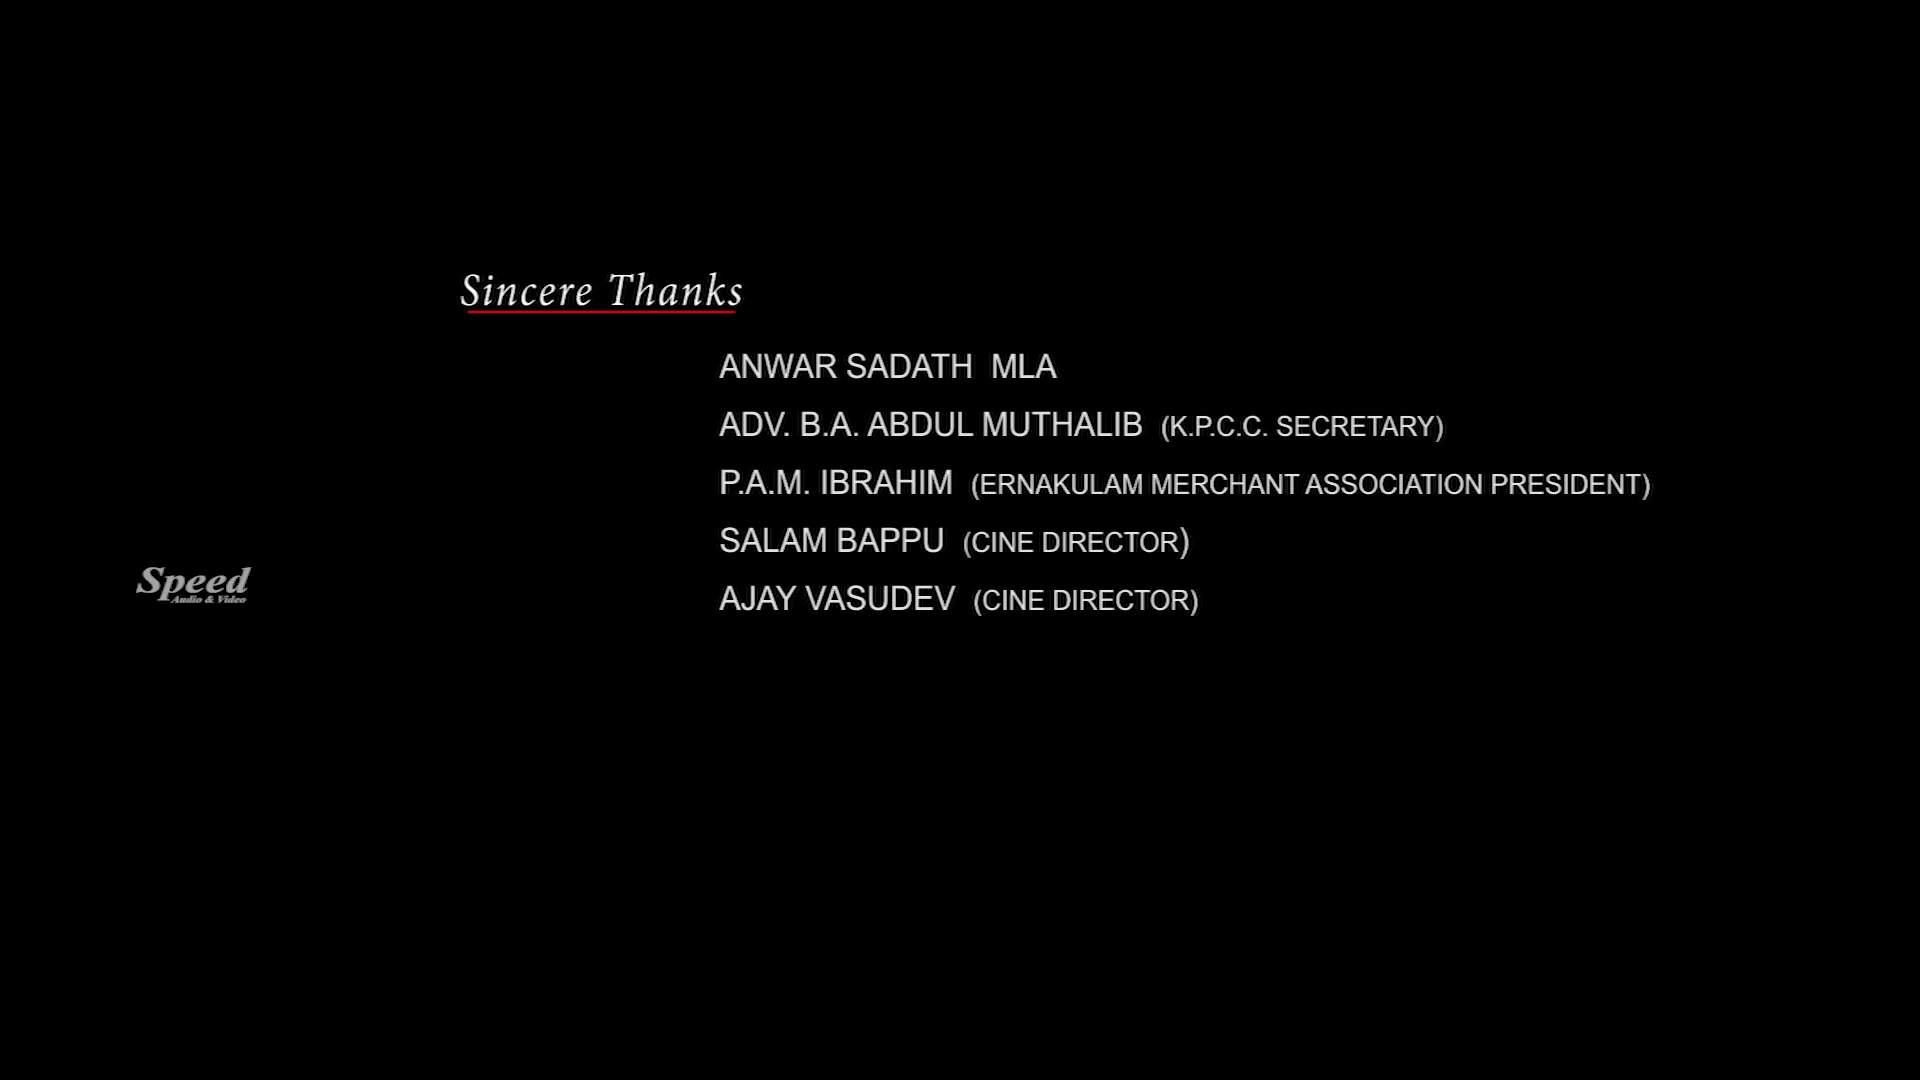 Sincere Thanks
ANWAR SADATH MLA
ADV. B.A. ABDUL MUTHALIB (K.P.C.C. SECRETARY)
P.A.M. IBRAHIM (ERNAKULAM MERCHANT ASSOCIATION PRESIDENT)
SALAM BAPPU (CINE DIRECTOR)
Speed
Audio & Video
AJAY VASUDEV (CINE DIRECTOR)